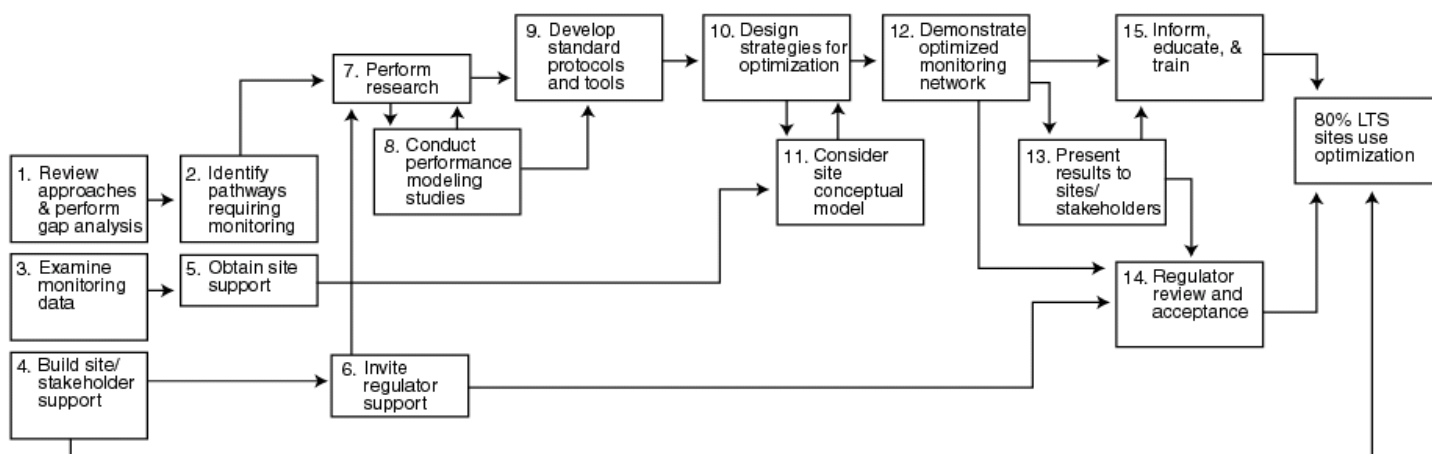 1. Review
approaches
& perform
gap analysis
2. Identify
pathways
requiring
monitoring
3. Examine
monitoring
data
4. Build site/
stakeholder
support
5. Obtain site
support
6. Invite
regulator
support
7. Perform
research
8. Conduct
performance
modeling
studies
9. Develop
standard
protocols
and tools
10. Design
strategies for
optimization
11. Consider
site
conceptual
model
12. Demonstrate
optimized
monitoring
network
13. Present
results to
sites/
stakeholders
14. Regulator
review and
acceptance
15. Inform,
educate, &
train
80% LTS
sites use
optimization